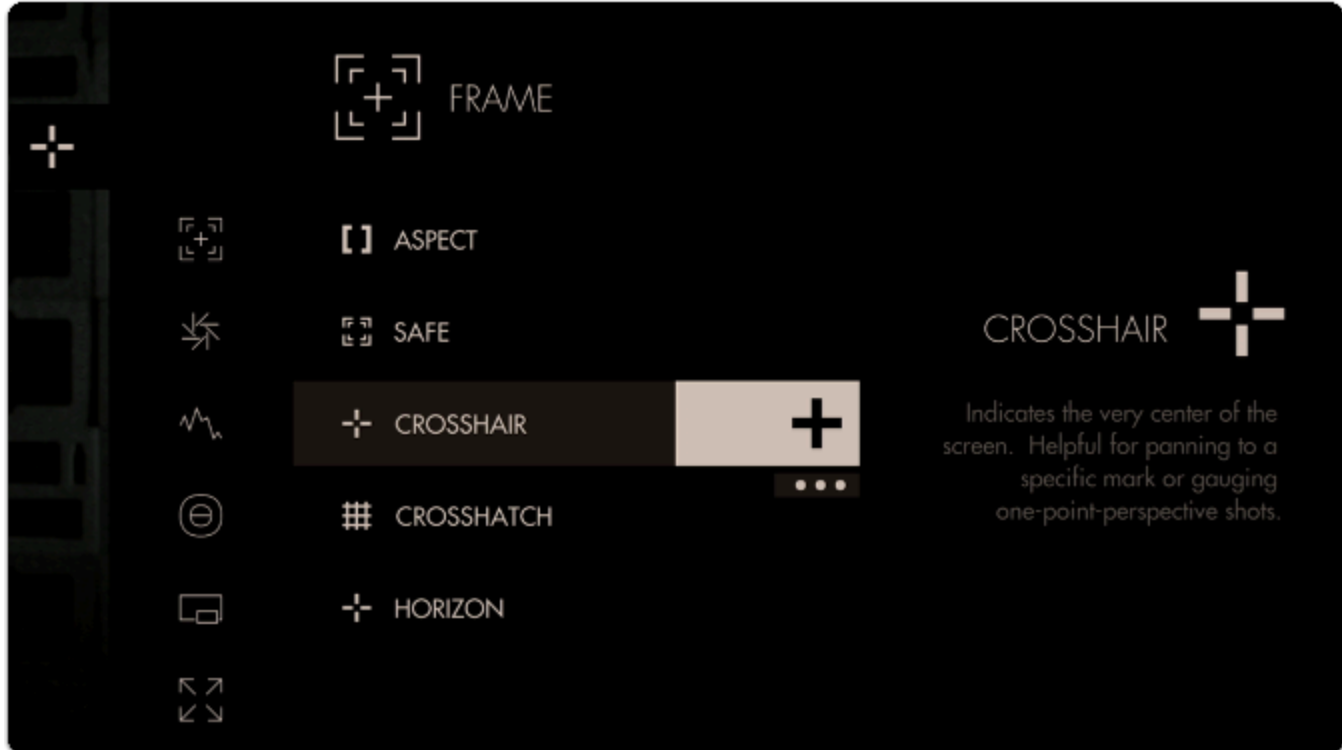 FRAME
ASPECT
SAFE
CROSSHAIR
CROSSHATCH
HORIZON
CROSSHAIR
Indicates the very center of the
screen.  Helpful for panning to a
specific mark or gauging
one-point-perspective shots.